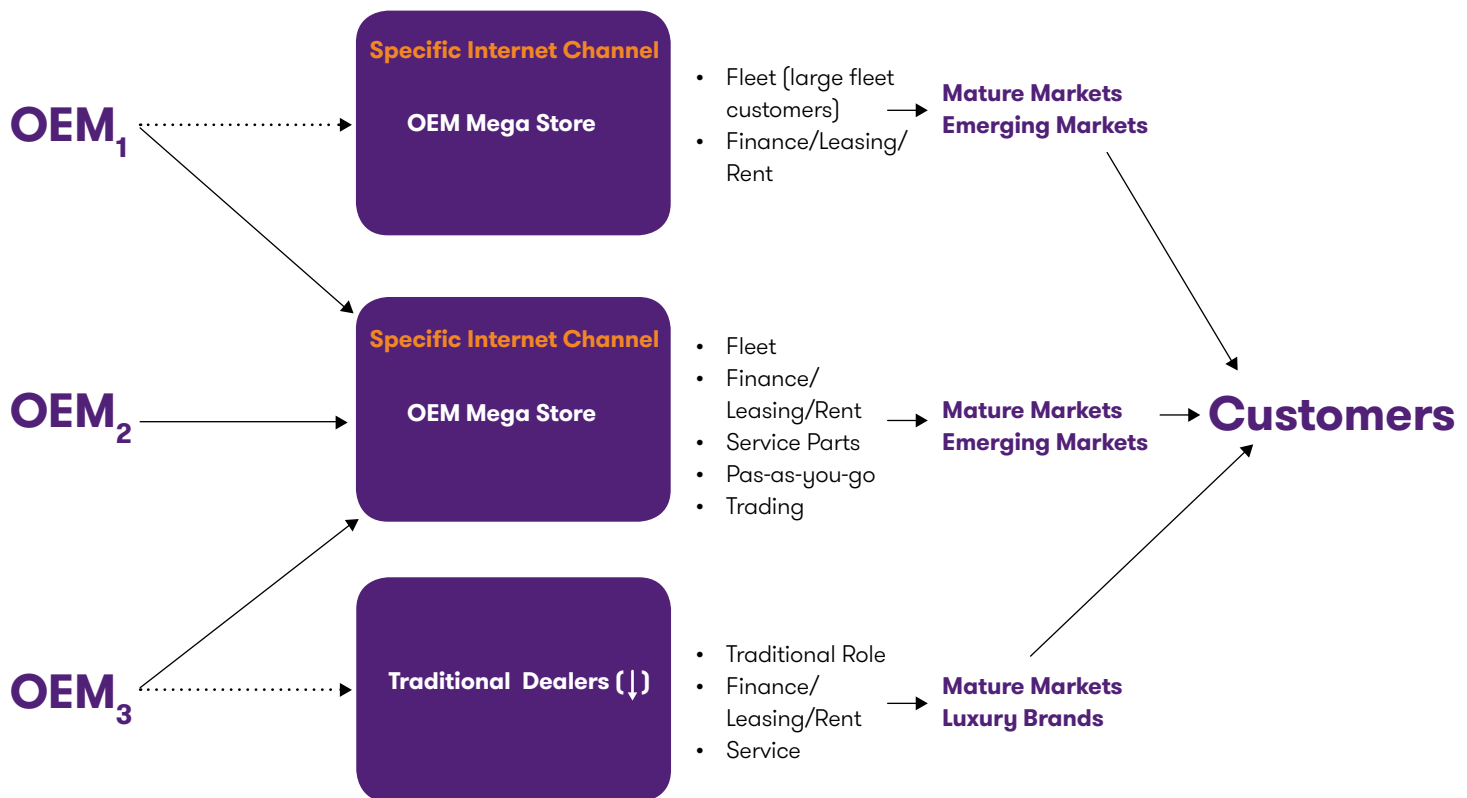 Specific Internet Channel
OEM Mega Store
OEM1
• Fleet (large fleet
customers)
• Finance/Leasing/
Rent
Mature Markets
Emerging Markets
Specific Internet Channel
OEM Mega Store
OEM2
• Fleet
• Finance/
Leasing/Rent
• Service Parts
• Pas-as-you-go
• Trading
Mature Markets
Emerging Markets
Customers
OEM3
Traditional Dealers (↓)
• Traditional Role
• Finance/
Leasing/Rent
• Service
Mature Markets
Luxury Brands